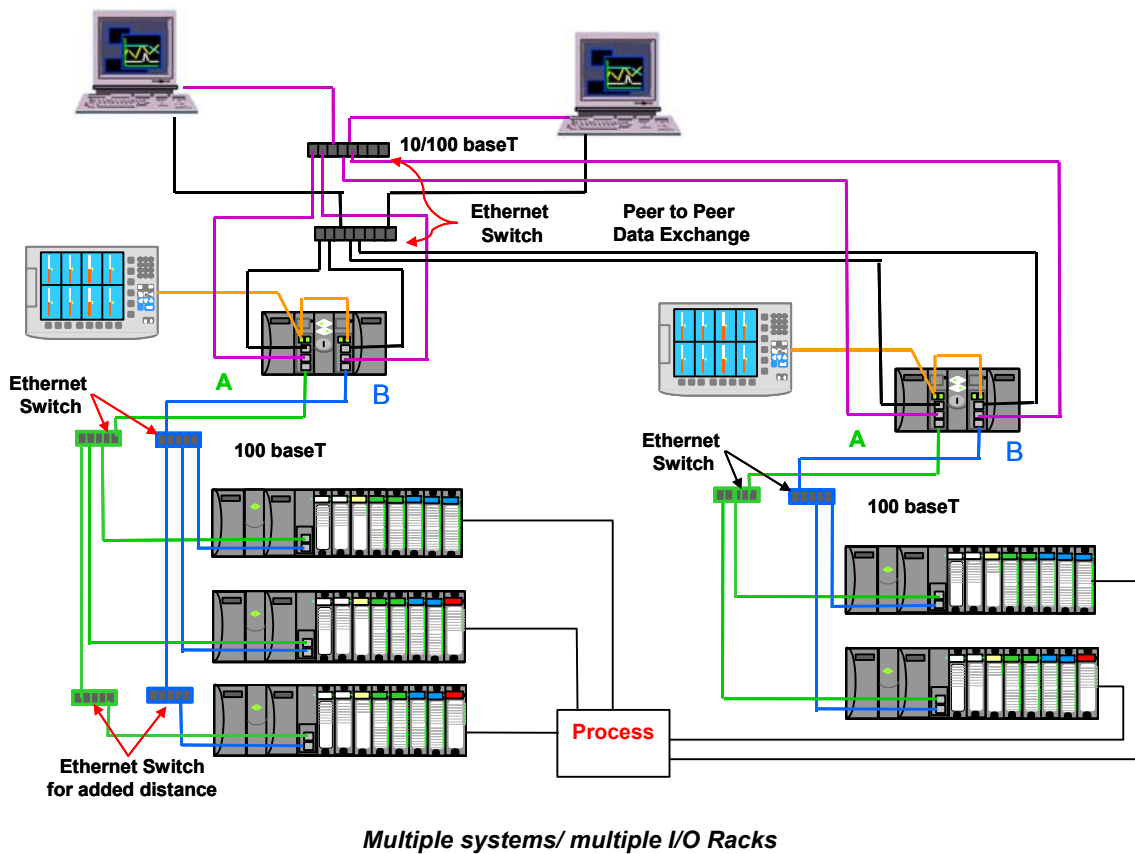 10/100 baseT
Ethernet
Switch
Peer to Peer
Data Exchange
A
B
Ethernet
Switch
100 baseT
A
B
Ethernet
Switch
100 baseT
Process
Ethernet Switch
for added distance
Multiple systems/ multiple I/O Racks